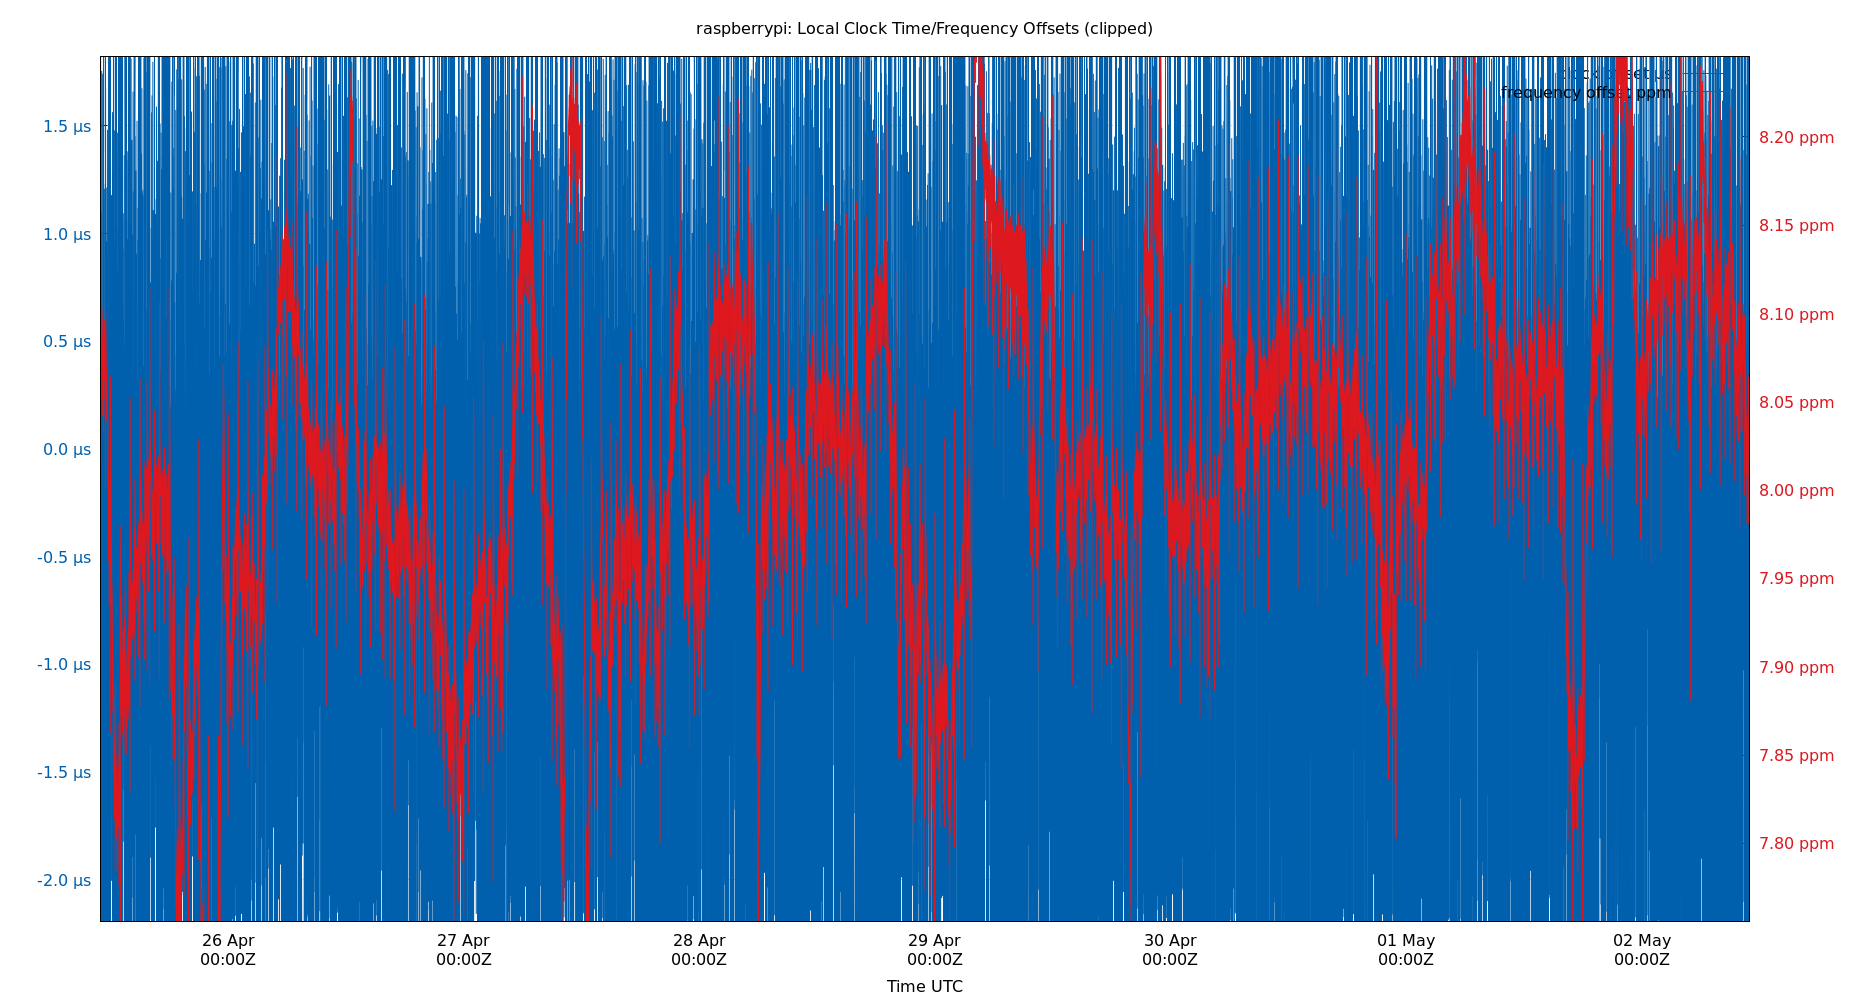 raspberrypi: Local Clock Time/Frequency Offsets (clipped)
clock offset µs
frequency offset ppm
1.5 µs
1.0 µs
0.5 µs
0.0 µs
-0.5 µs
-1.0 µs
-1.5 µs
-2.0 µs
8.20 ppm
8.15 ppm
8.10 ppm
8.05 ppm
8.00 ppm
7.95 ppm
7.90 ppm
7.85 ppm
7.80 ppm
26 Apr
00:00Z
27 Apr
00:00Z
28 Apr
00:00Z
29 Apr
00:00Z
30 Apr
00:00Z
01 May
00:00Z
02 May
00:00Z
Time UTC